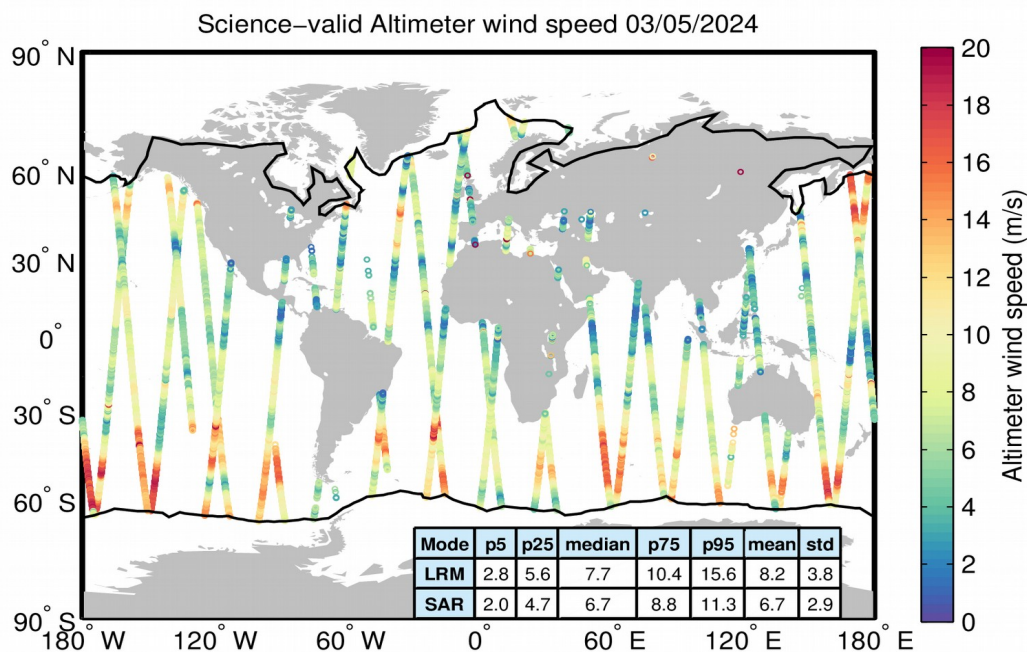 Science−valid Altimeter wind speed 03/05/2024
90° N
60° N
30° N
0°
30° S
60° S
90° S
180° W
120° W
60° W
0°
60° E
120° E
180° E
Mode p5 p25 median p75 p95 mean std
LRM 2.8 5.6 7.7 10.4 15.6 8.2 3.8
SAR 2.0 4.7 6.7 8.8 11.3 6.7 2.9
20
18
16
14
12
10
8
6
4
2
0
Altimeter wind speed (m/s)